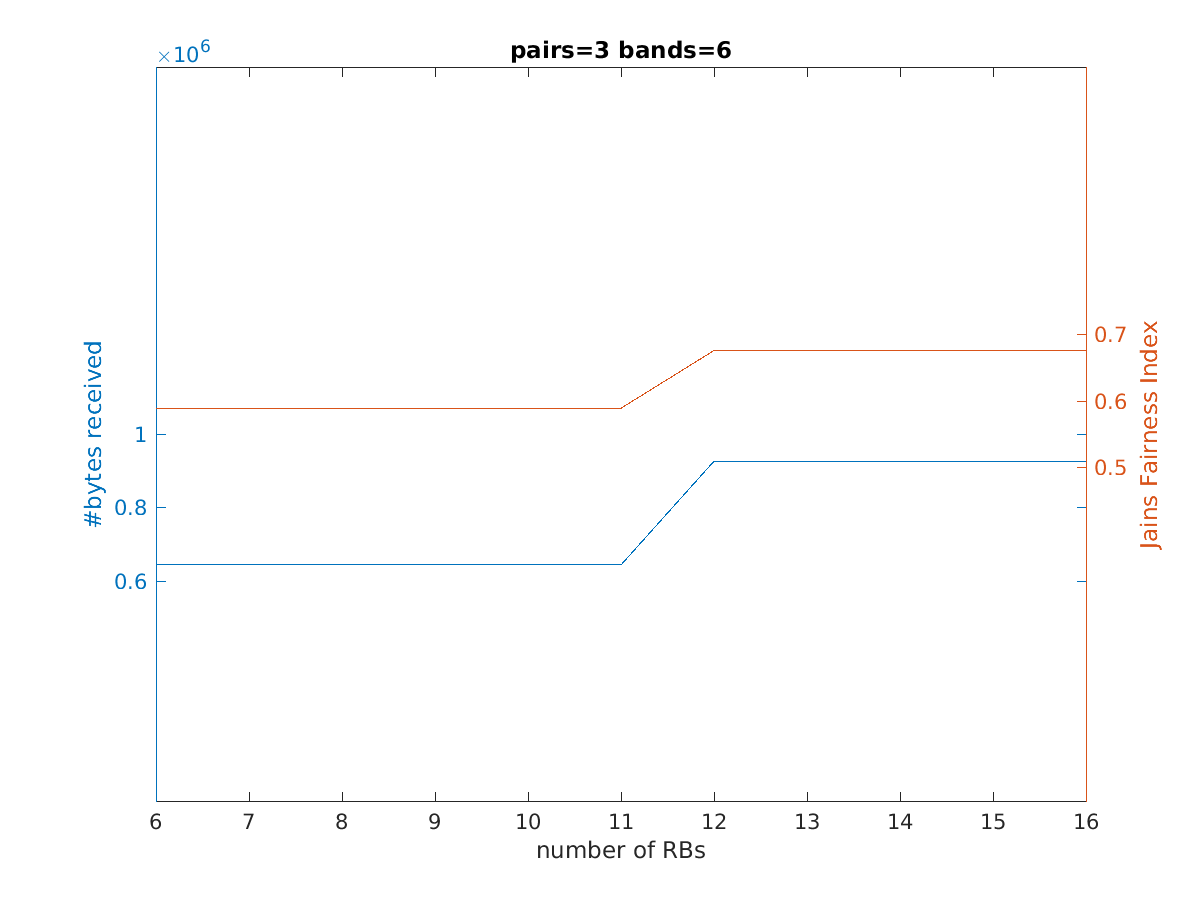 pairs=3 bands=6
×10^6
#bytes received
1
0.8
0.6
0.7
0.6
0.5
Jains Fairness Index
6 7 8 9 10 11 12 13 14 15 16
number of RBs